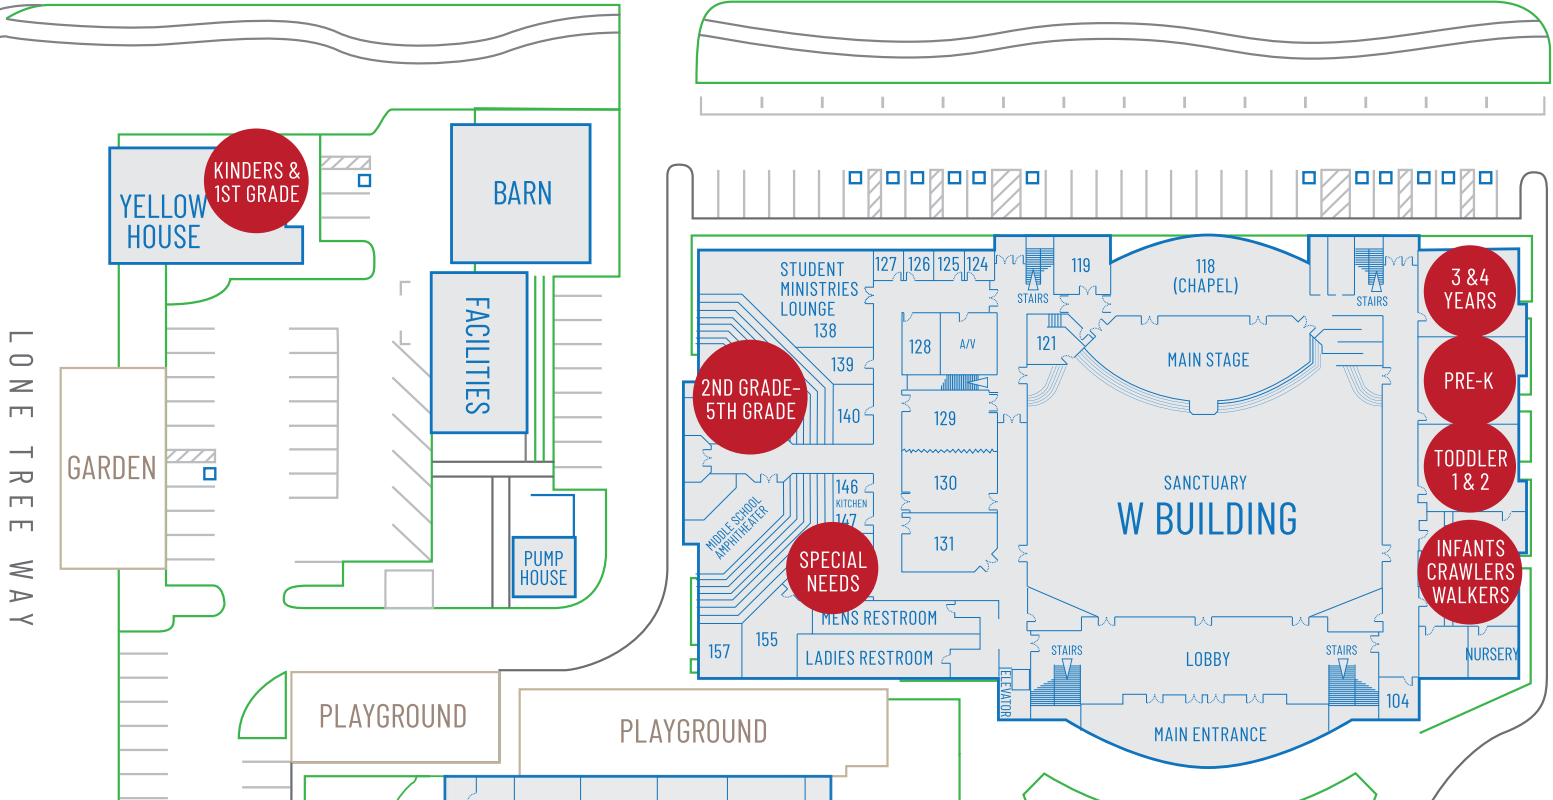 KINDERS &
1ST GRADE
YELLOW
HOUSE
BARN
FACILITIES
LONE TREE WAY
GARDEN
PUMP
HOUSE
PLAYGROUND
PLAYGROUND
STUDENT
MINISTRIES
LOUNGE
138
127
126
125
124
STAIRS
119
118
(CHAPEL)
STAIRS
3 &4
YEARS
128
A/V
121
MAIN STAGE
139
2ND GRADE–
5TH GRADE
PRE-K
140
129
TODDLER
1 & 2
146
KITCHEN
147
130
SANCTUARY
W BUILDING
MIDDLE SCHOOL
AMPHITHEATER
131
SPECIAL
NEEDS
INFANTS
CRAWLERS
WALKERS
MENS RESTROOM
157
155
LADIES RESTROOM
STAIRS
LOBBY
STAIRS
NURSERY
ELEVATOR
104
MAIN ENTRANCE